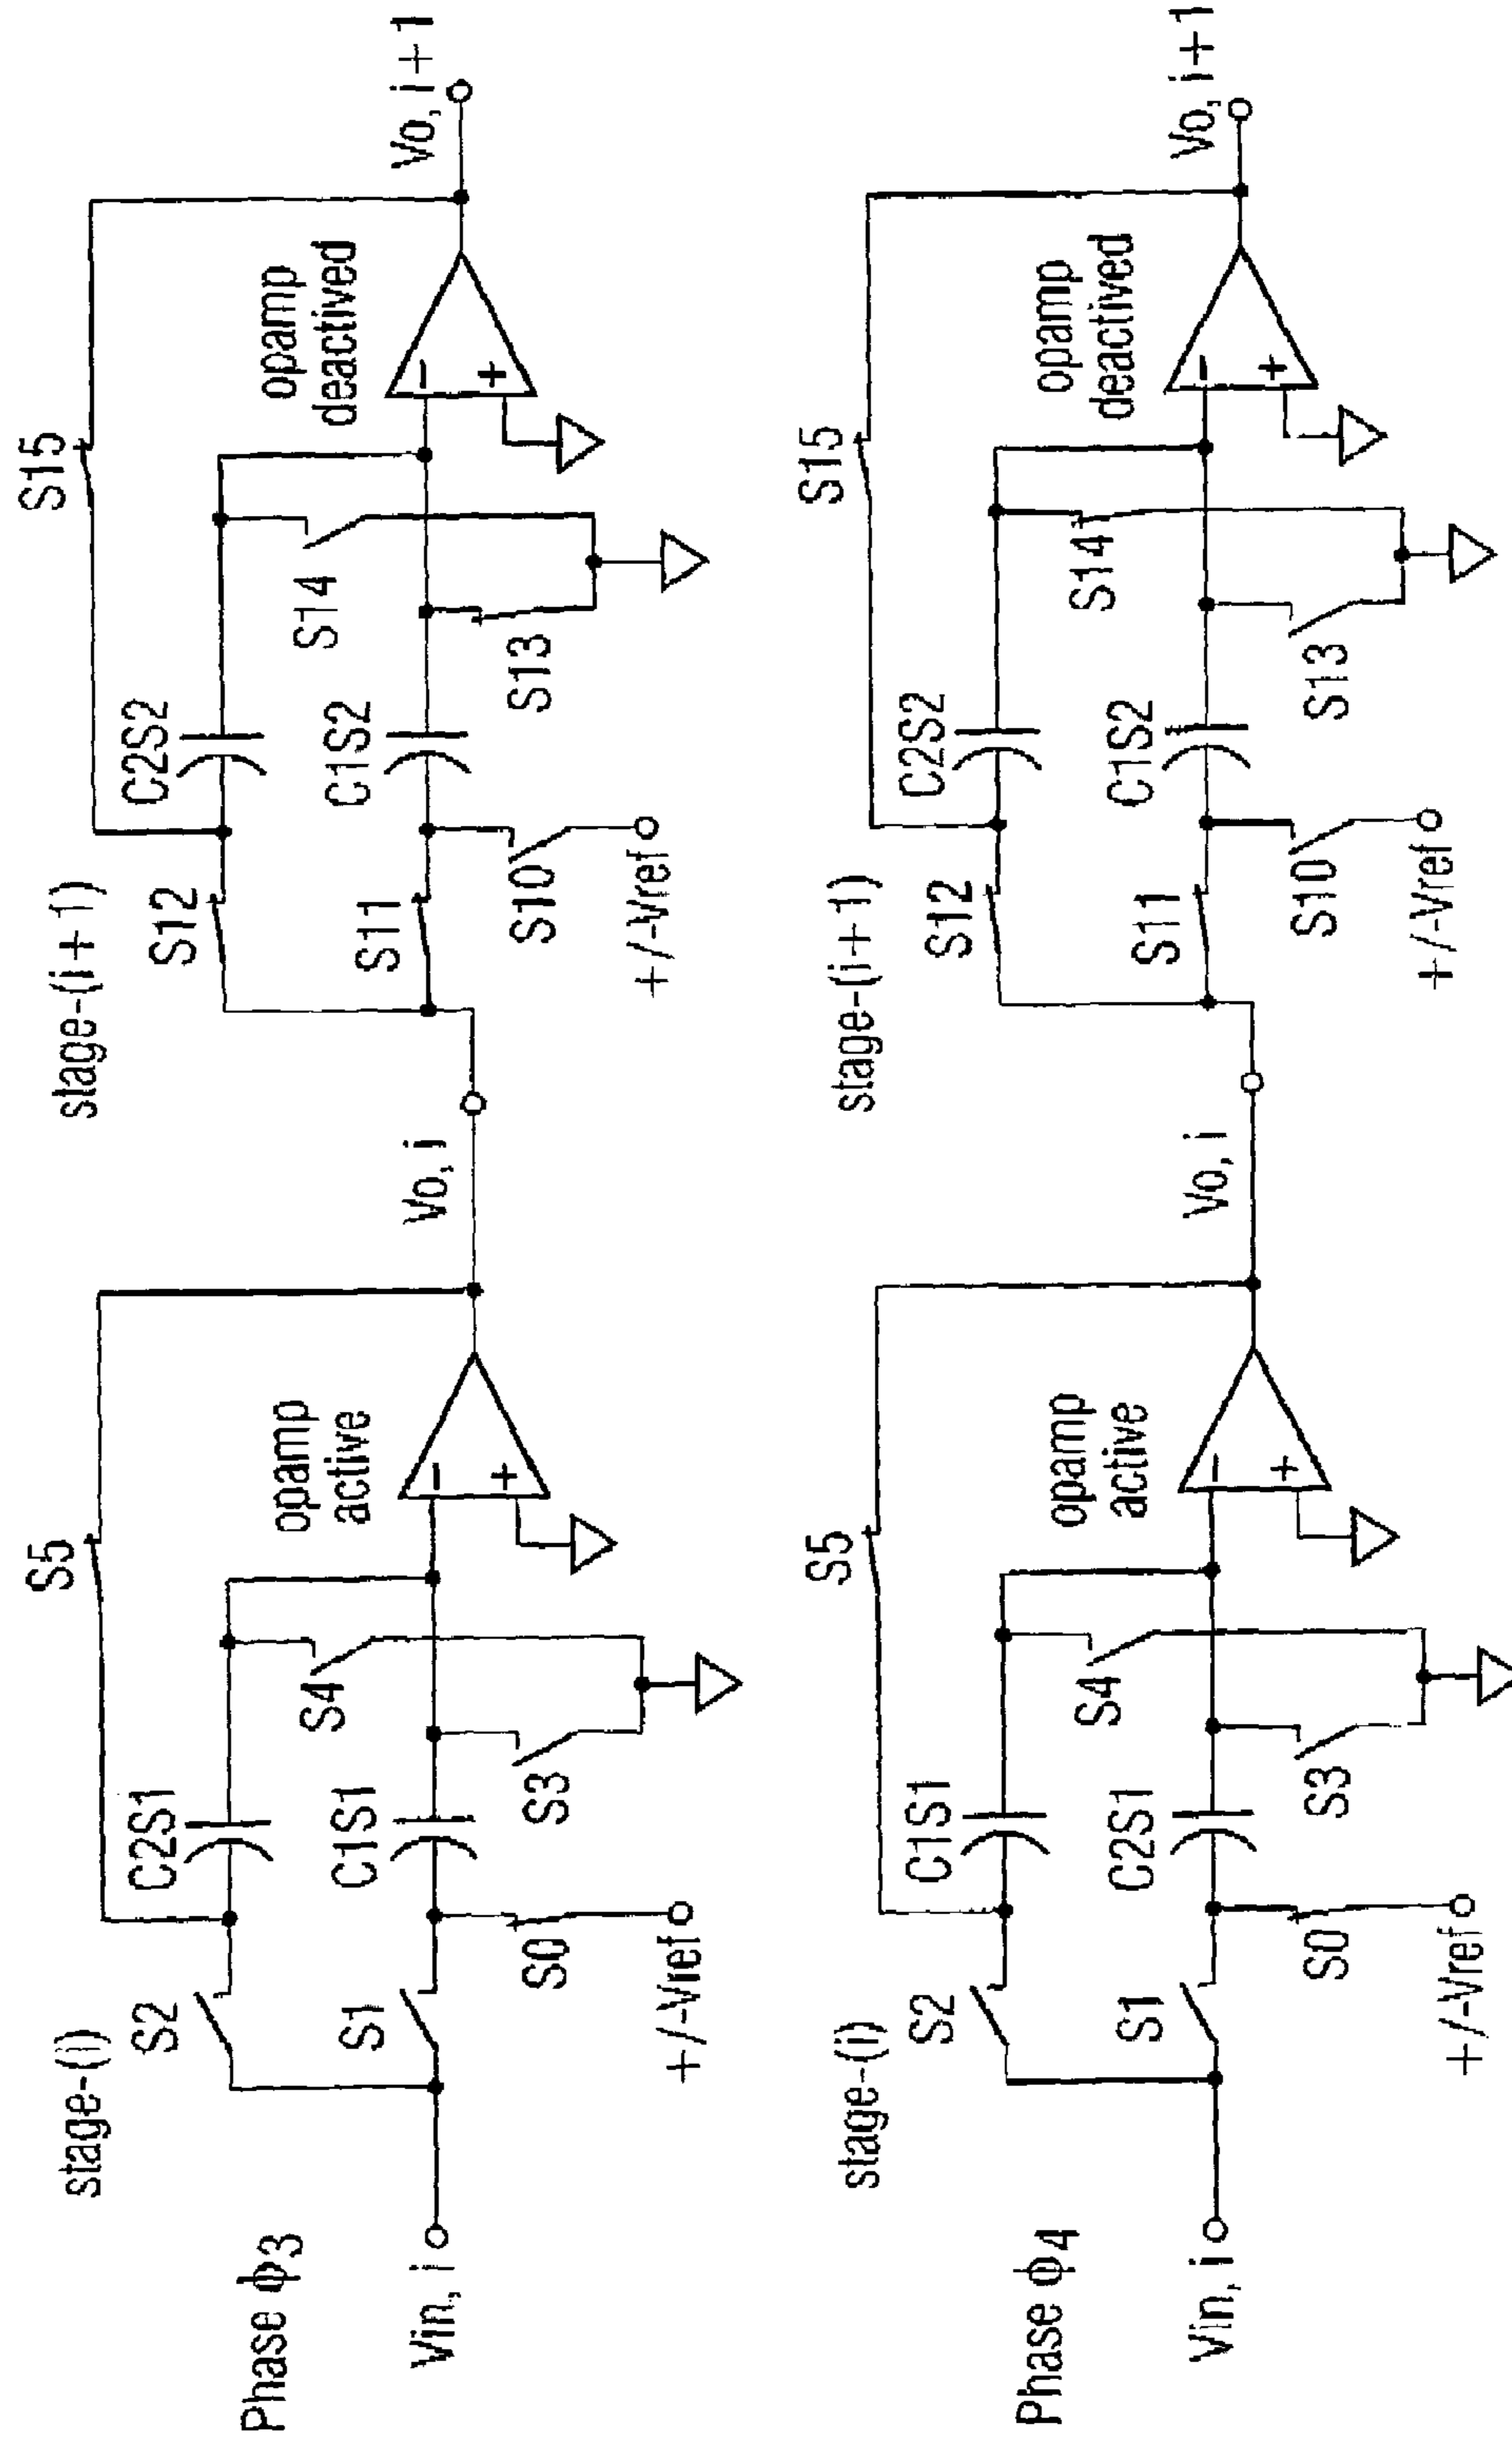 Phase ϕ3
stage-(i)
stage-(i+1)
S5
S15
S2
C2S1
S4
opamp
active
S12
C2S2
S14
opamp
deactived
Vin, i
S1
C1S1
S3
S0
+/-Vref
Vo, i
S11
C1S2
S13
S10
+/-Vref
Vo, i+1
Phase ϕ4
stage-(i)
stage-(i+1)
S5
S15
S2
C1S1
S4
opamp
active
S12
C2S2
S14
opamp
deactived
Vin, i
S1
C2S1
S3
S0
+/-Vref
Vo, i
S11
C1S2
S13
S10
+/-Vref
Vo, i+1